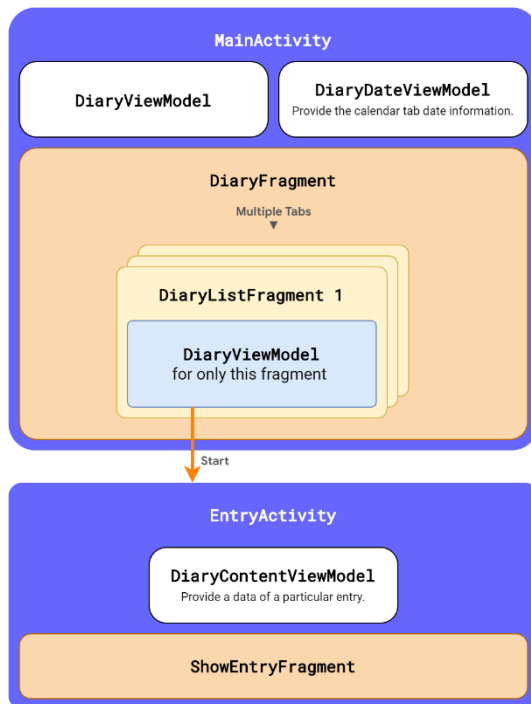 MainActivity
DiaryViewModel
DiaryDateViewModel
Provide the calendar tab date information.
DiaryFragment
Multiple Tabs
▼
DiaryListFragment 1
DiaryViewModel
for only this fragment
Start
EntryActivity
DiaryContentViewModel
Provide a data of a particular entry.
ShowEntryFragment